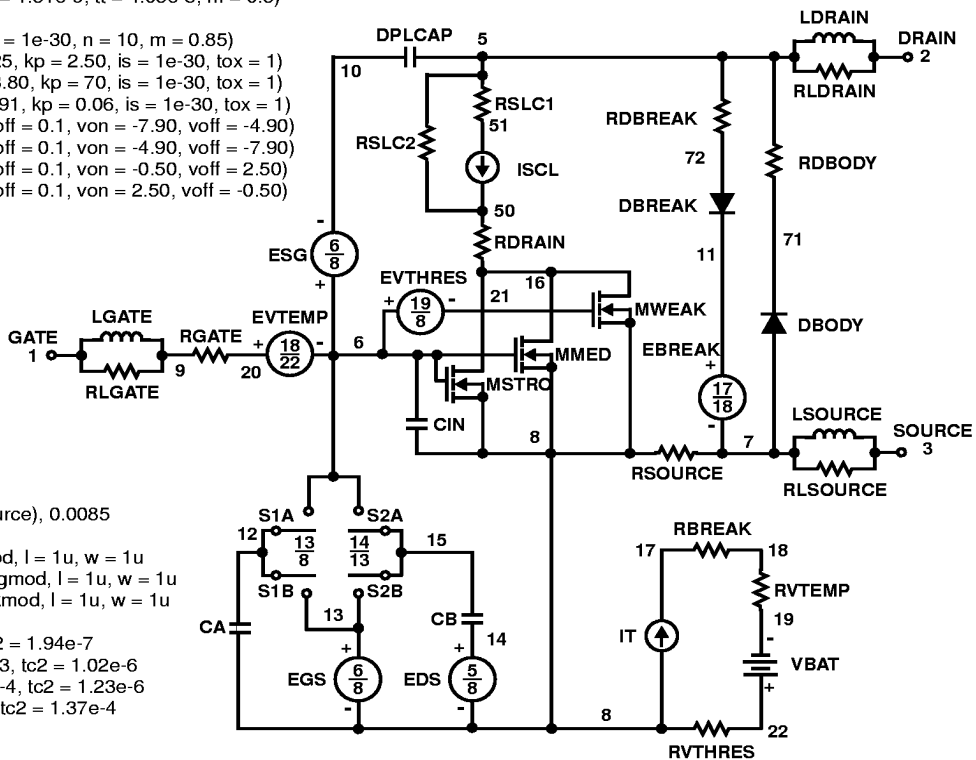 = 1e-30, n = 10, m = 0.85)
25, kp = 2.50, is = 1e-30, tox = 1)
3.80, kp = 70, is = 1e-30, tox = 1)
91, kp = 0.06, is = 1e-30, tox = 1)
off = 0.1, von = -7.90, voff = -4.90)
off = 0.1, von = -4.90, voff = -7.90)
off = 0.1, von = -0.50, voff = 2.50)
off = 0.1, von = 2.50, voff = -0.50)
DPLCAP
5
10
LDRAIN
DRAIN
2
RLDRAIN
RSLC1
51
RSLC2
ISCL
50
RDRAIN
RDBREAK
72
RDBODY
DBREAK
71
11
-
ESG
6
8
+
EVTHRES
+
19
8
-
21
16
MWEAK
DBODY
LGATE
GATE
1
RLGATE
9
RGATE
20
EVTEMP
+
18
22
-
6
MMED
MSTRO
EBREAK
+
17
18
-
CIN
8
RSOURCE
7
LSOURCE
SOURCE
3
RLSOURCE
urce), 0.0085
od, l = 1u, w = 1u
gmod, l = 1u, w = 1u
kmod, l = 1u, w = 1u
2 = 1.94e-7
3, tc2 = 1.02e-6
-4, tc2 = 1.23e-6
tc2 = 1.37e-4
S1A
S2A
12
13
8
14
13
15
S1B
S2B
13
CA
CB
14
+
EGS
6
8
-
+
EDS
5
8
-
8
RBREAK
17
18
RVTEMP
19
IT
-
VBAT
+
22
RVTHRES